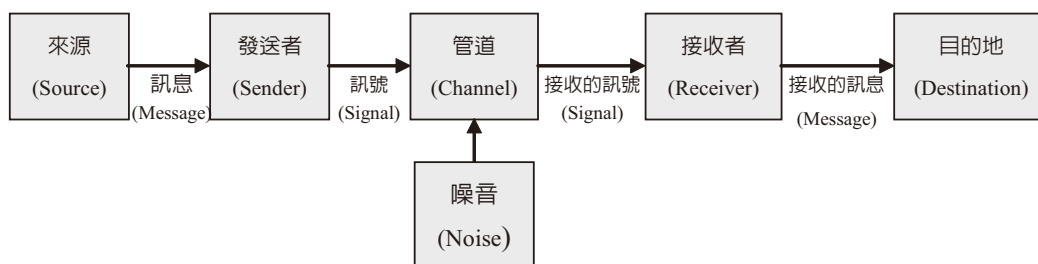 來源
(Source)
訊息
(Message)
發送者
(Sender)
訊號
(Signal)
管道
(Channel)
接收的訊號
(Signal)
接收者
(Receiver)
接收的訊息
(Message)
目的地
(Destination)
噪音
(Noise)